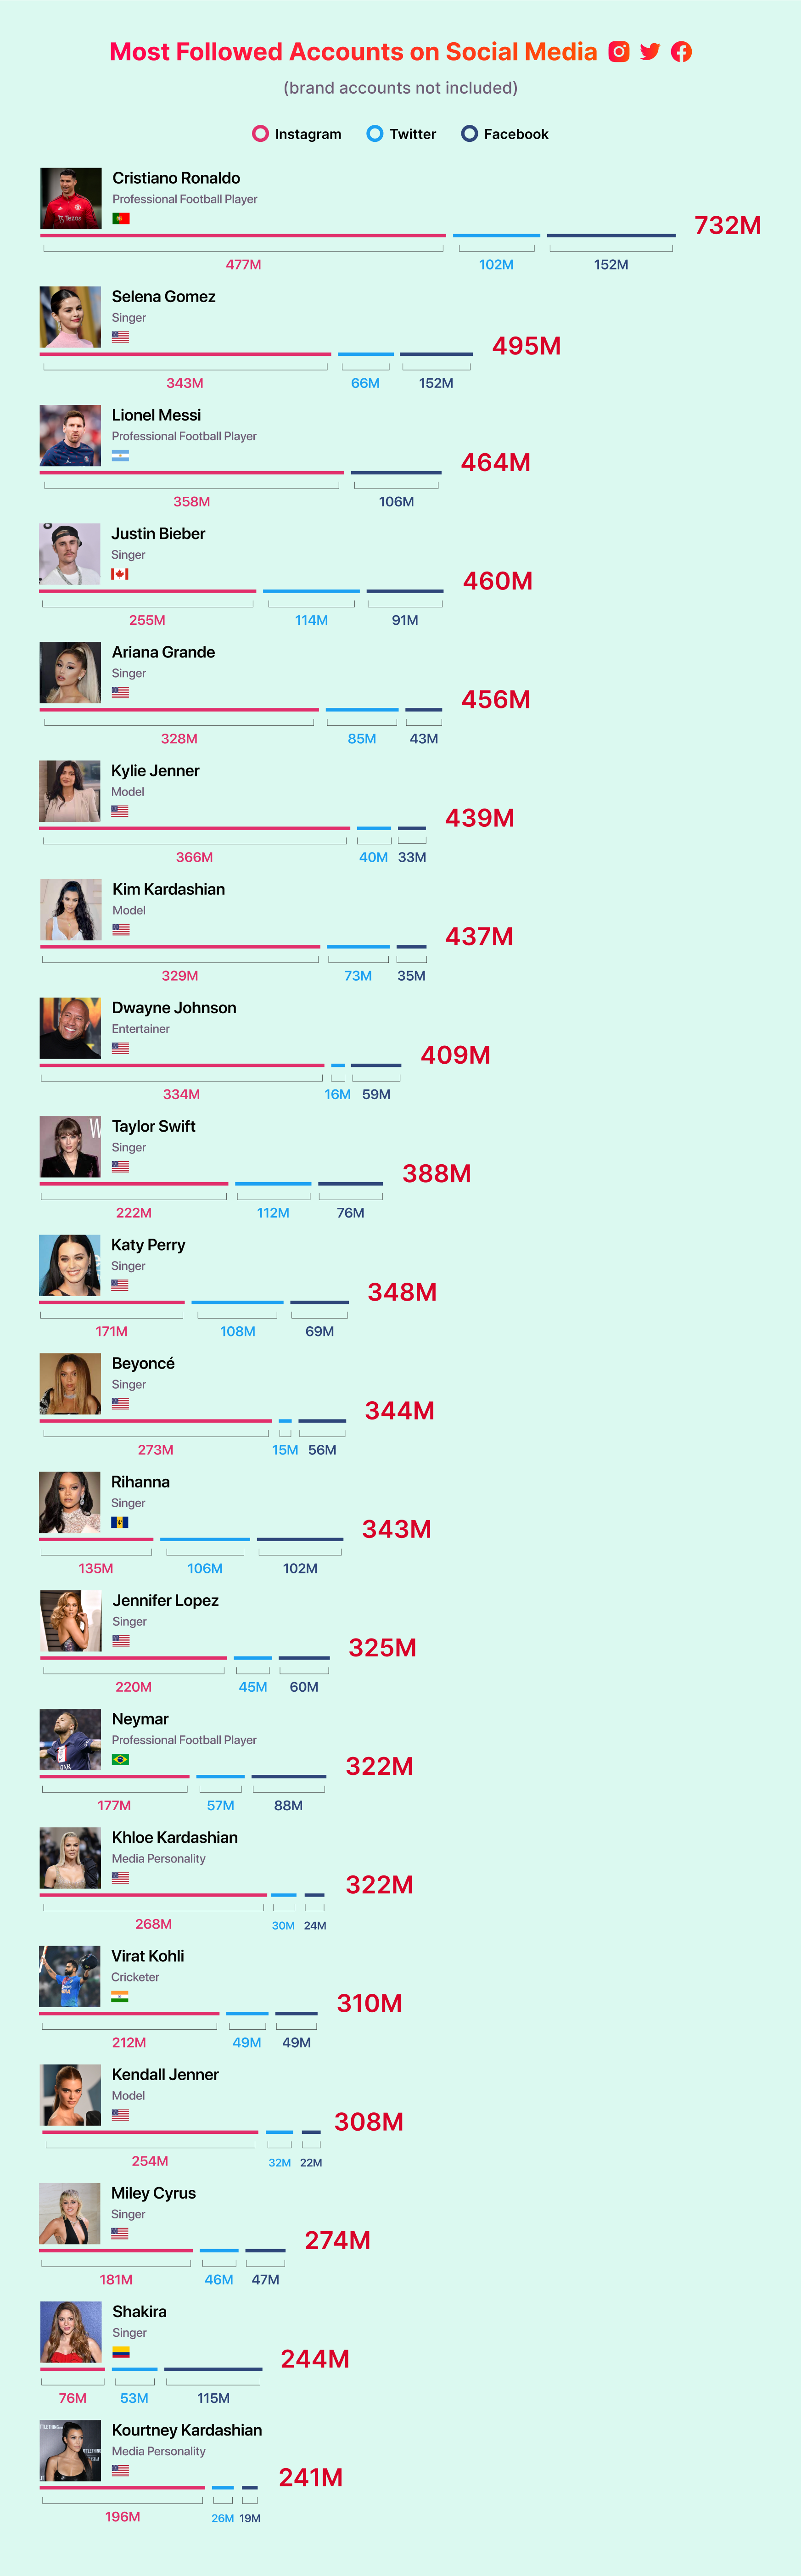 Most Followed Accounts on Social Media
(brand accounts not included)
Instagram Twitter Facebook
Cristiano Ronaldo
Professional Football Player
732M
477M 102M 152M
Selena Gomez
Singer
495M
343M 66M 152M
Lionel Messi
Professional Football Player
464M
358M 106M
Justin Bieber
Singer
460M
255M 114M 91M
Ariana Grande
Singer
456M
328M 85M 43M
Kylie Jenner
Model
439M
366M 40M 33M
Kim Kardashian
Model
437M
329M 73M 35M
Dwayne Johnson
Entertainer
409M
334M 16M 59M
Taylor Swift
Singer
388M
222M 112M 76M
Katy Perry
Singer
348M
171M 108M 69M
Beyoncé
Singer
344M
273M 15M 56M
Rihanna
Singer
343M
135M 106M 102M
Jennifer Lopez
Singer
325M
220M 45M 60M
Neymar
Professional Football Player
322M
177M 57M 88M
Khloe Kardashian
Media Personality
322M
268M 30M 24M
Virat Kohli
Cricketer
310M
212M 49M 49M
Kendall Jenner
Model
308M
254M 32M 22M
Miley Cyrus
Singer
274M
181M 46M 47M
Shakira
Singer
244M
76M 53M 115M
Kourtney Kardashian
Media Personality
241M
196M 26M 19M